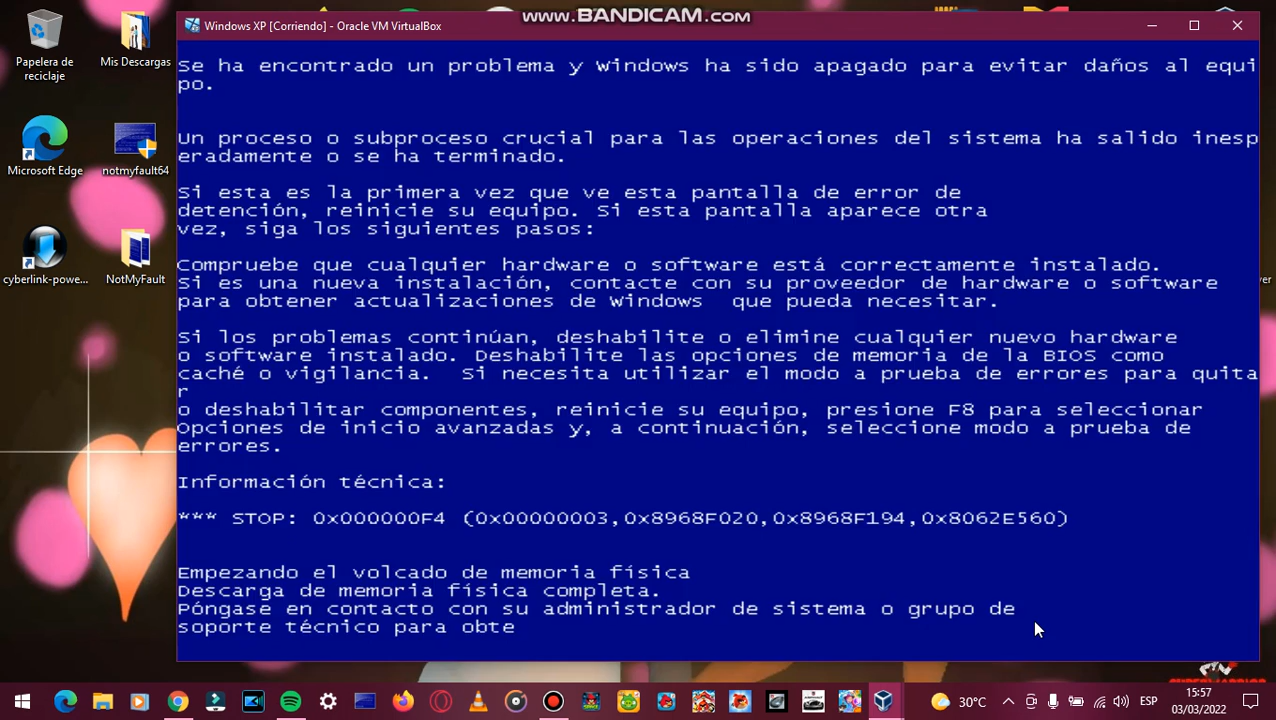 www.BANDICAM.com
Windows XP [Corriendo] - Oracle VM VirtualBox
Papelera de
reciclaje
Mis Descargas
Microsoft Edge
notmyfault64
cyberlink-powe...
NotMyFault
Se ha encontrado un problema y Windows ha sido apagado para evitar daños al equi
po.
Un proceso o subproceso crucial para las operaciones del sistema ha salido inesp
eradamente o se ha terminado.
Si esta es la primera vez que ve esta pantalla de error de
detención, reinicie su equipo. Si esta pantalla aparece otra
vez, siga los siguientes pasos:
Compruebe que cualquier hardware o software está correctamente instalado.
Si es una nueva instalación, contacte con su proveedor de hardware o software
para obtener actualizaciones de Windows  que pueda necesitar.
Si los problemas continúan, deshabilite o elimine cualquier nuevo hardware
o software instalado. Deshabilite las opciones de memoria de la BIOS como
caché o vigilancia.  Si necesita utilizar el modo a prueba de errores para quita
r
o deshabilitar componentes, reinicie su equipo, presione F8 para seleccionar
Opciones de inicio avanzadas y, a continuación, seleccione modo a prueba de
errores.
Información técnica:
*** STOP: 0x000000F4 (0x00000003,0x8968F020,0x8968F194,0x8062E560)
Empezando el volcado de memoria física
Descarga de memoria física completa.
Póngase en contacto con su administrador de sistema o grupo de
soporte técnico para obte
30°C
ESP
15:57
03/03/2022